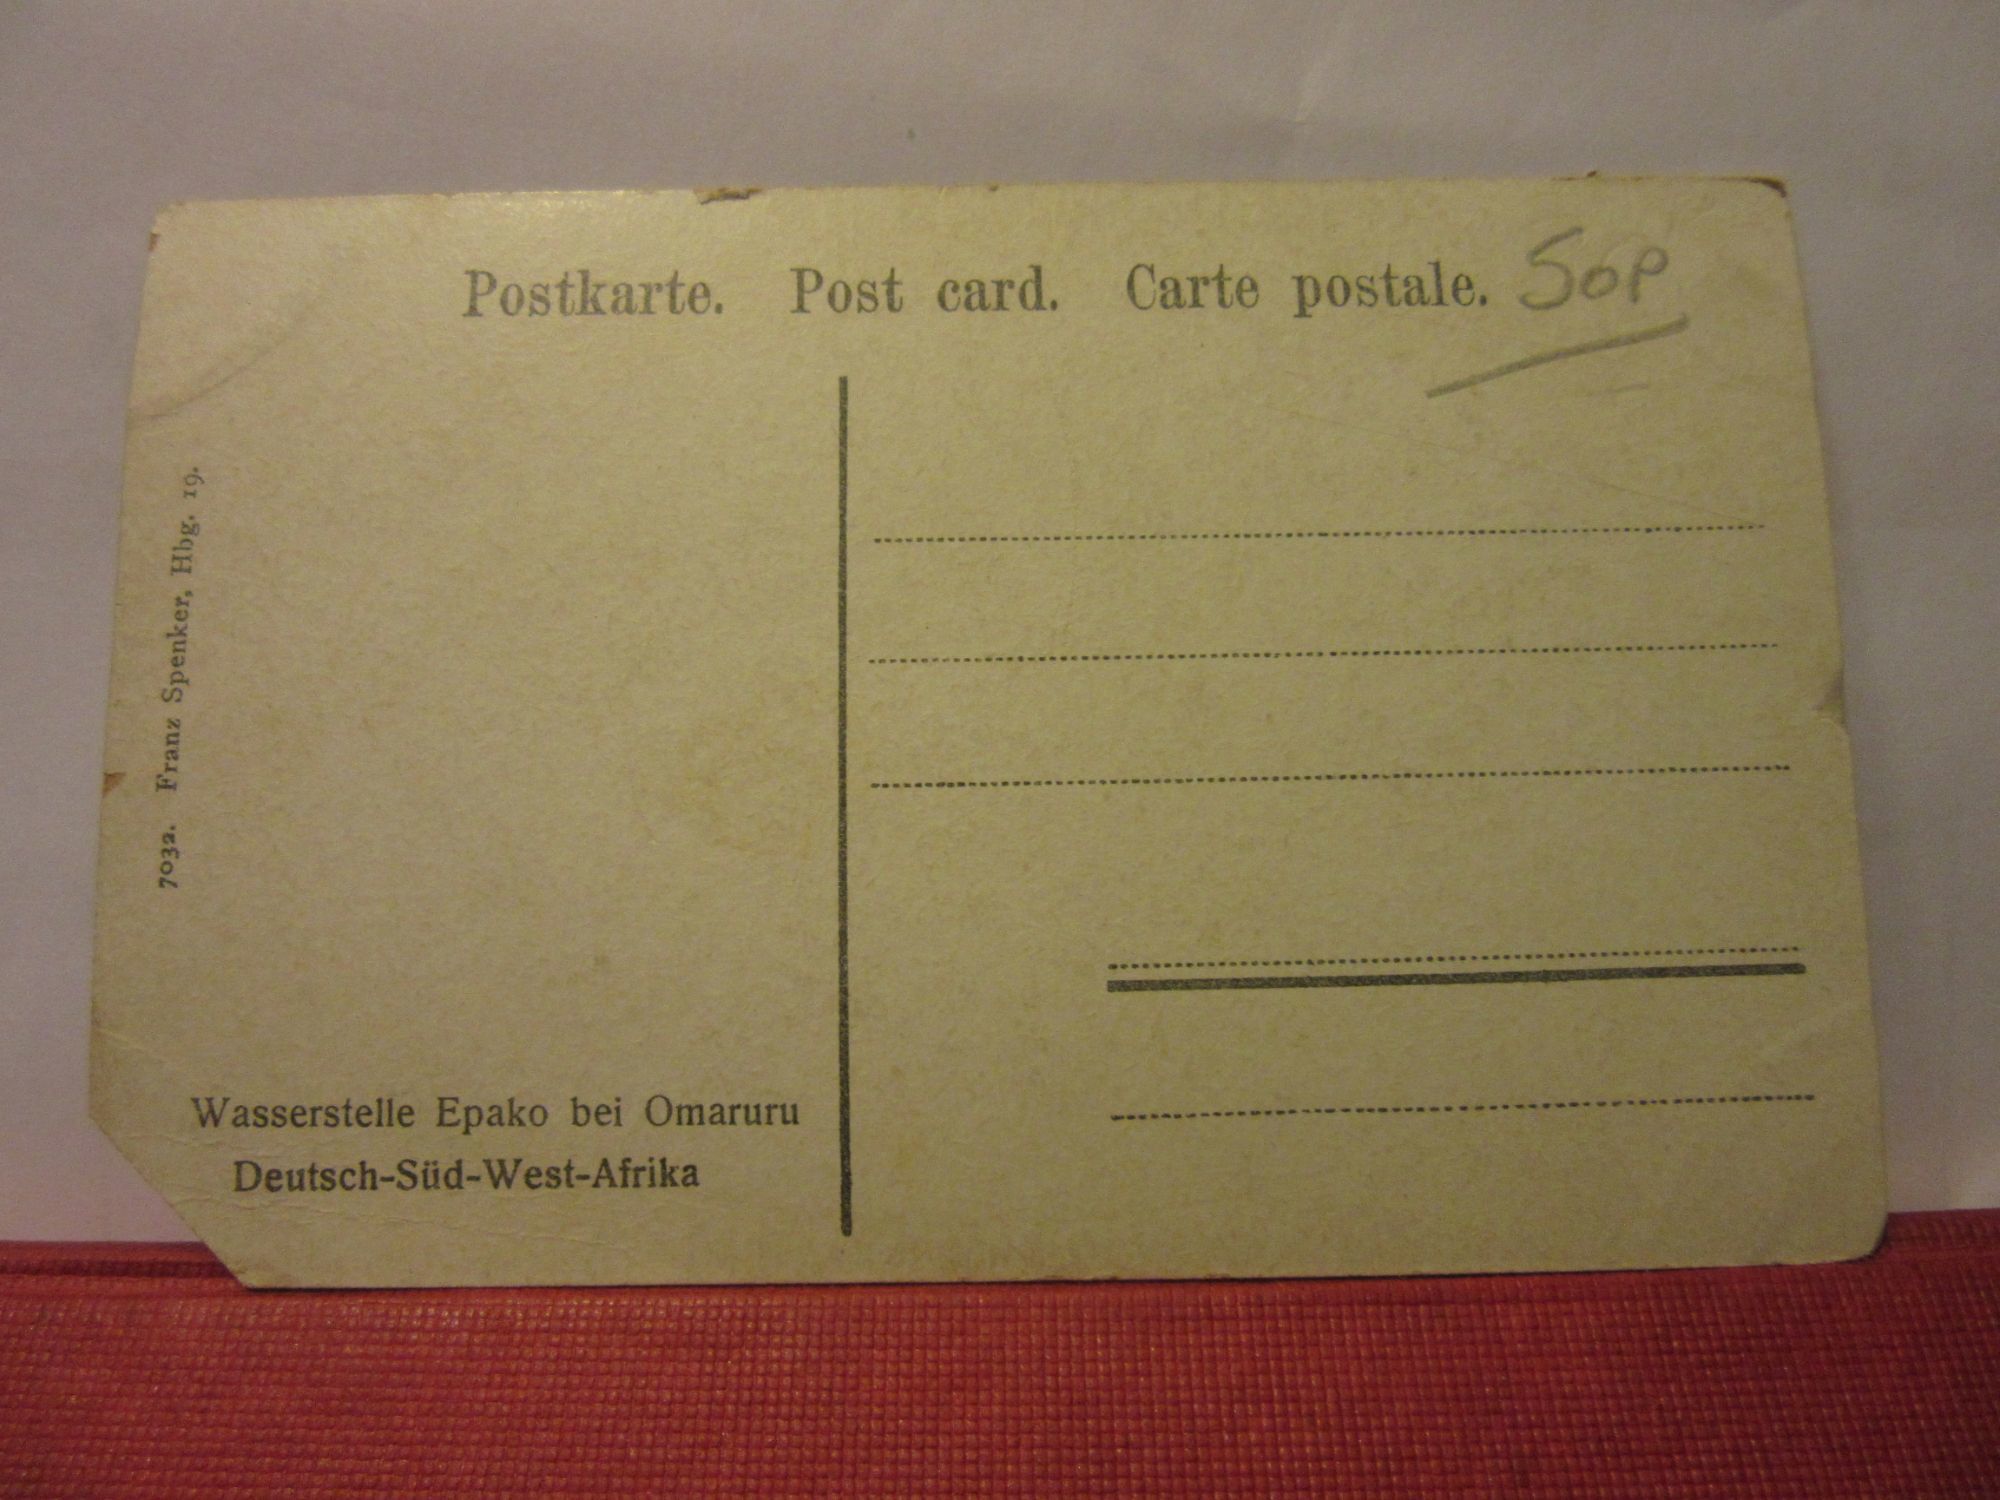 Postkarte. Post card. Carte postale. 50P
7032. Franz Spenker, Hbg. 19.
Wasserstelle Epako bei Omaruru
Deutsch-Süd-West-Afrika